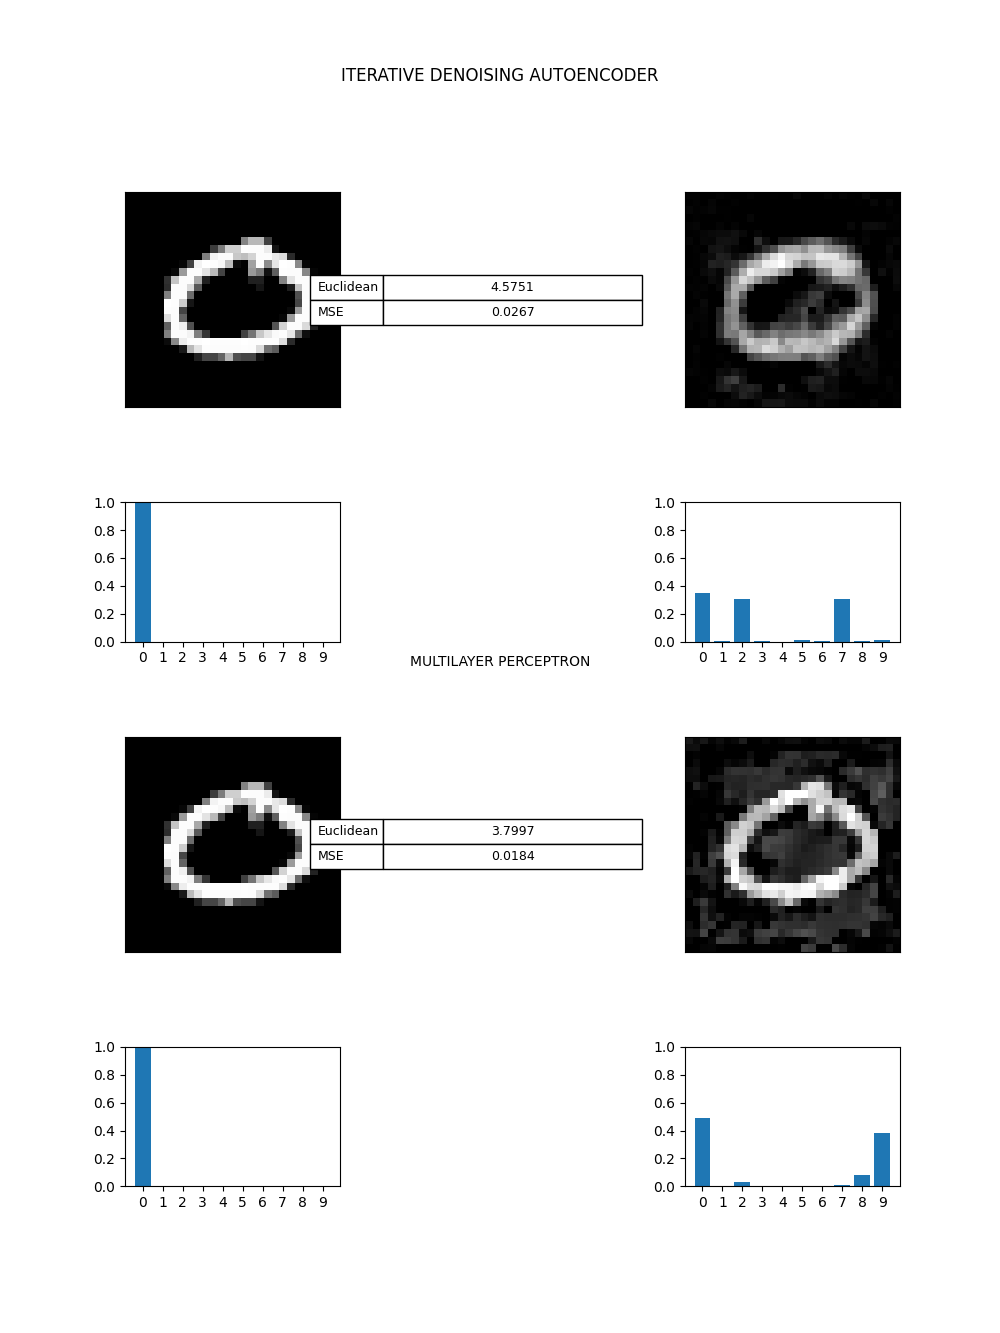 ITERATIVE DENOISING AUTOENCODER
Euclidean 4.5751
MSE 0.0267
1.0 1.0
0.8 0.8
0.6 0.6
0.4 0.4
0.2 0.2
0.0 0.0
0 1 2 3 4 5 6 7 8 9 0 1 2 3 4 5 6 7 8 9
MULTILAYER PERCEPTRON
Euclidean 3.7997
MSE 0.0184
1.0 1.0
0.8 0.8
0.6 0.6
0.4 0.4
0.2 0.2
0.0 0.0
0 1 2 3 4 5 6 7 8 9 0 1 2 3 4 5 6 7 8 9